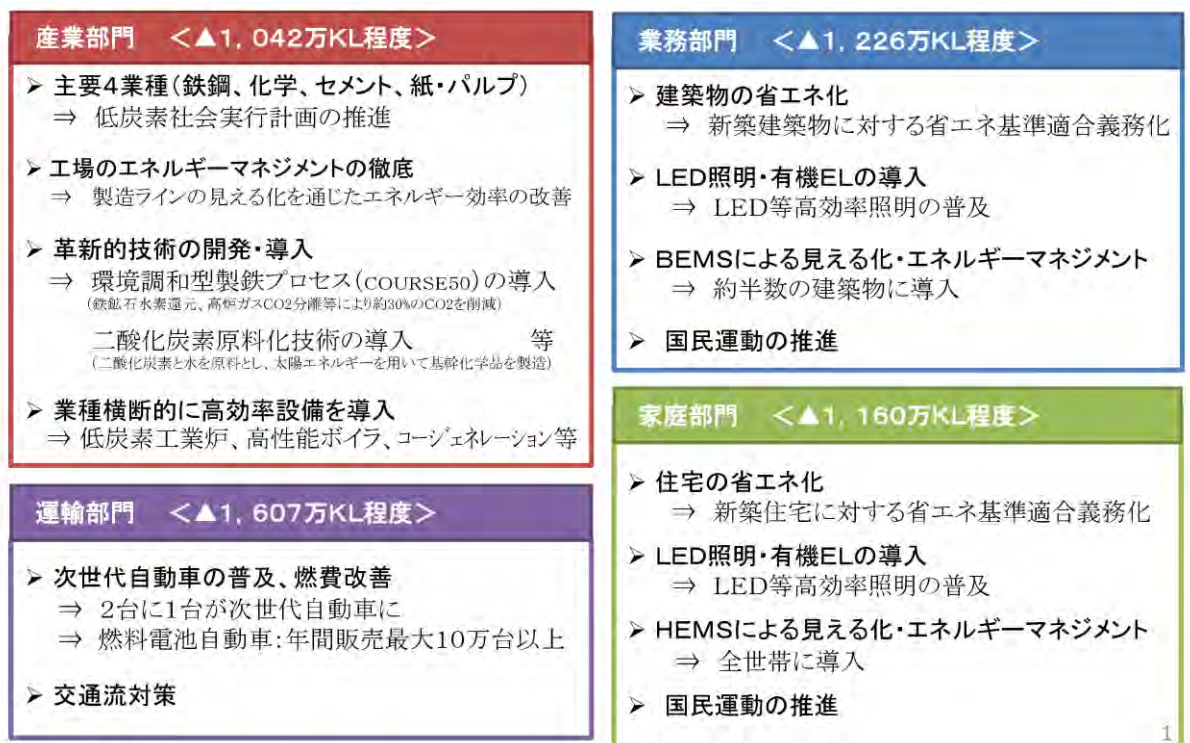 産業部門　＜▲1，042万KL程度＞
➢ 主要4業種（鉄鋼、化学、セメント、紙・パルプ）
⇒ 低炭素社会実行計画の推進
➢ 工場のエネルギーマネジメントの徹底
⇒ 製造ラインの見える化を通じたエネルギー効率の改善
➢ 革新的技術の開発・導入
⇒ 環境調和型製鉄プロセス（COURSE50）の導入
（鉄鉱石水素還元、高炉ガスCO2分離等により約30%のCO2を削減）
二酸化炭素原料化技術の導入　　等
（二酸化炭素と水を原料とし、太陽エネルギーを用いて基幹化学品を製造）
➢ 業種横断的に高効率設備を導入
⇒ 低炭素工業炉、高性能ボイラ、コージェネレーション等
運輸部門　＜▲1，607万KL程度＞
➢ 次世代自動車の普及、燃費改善
⇒ 2台に1台が次世代自動車に
⇒ 燃料電池自動車：年間販売最大10万台以上
➢ 交通流対策
業務部門　＜▲1，226万KL程度＞
➢ 建築物の省エネ化
⇒ 新築建築物に対する省エネ基準適合義務化
➢ LED照明・有機ELの導入
⇒ LED等高効率照明の普及
➢ BEMSによる見える化・エネルギーマネジメント
⇒ 約半数の建築物に導入
➢ 国民運動の推進
家庭部門　＜▲1，160万KL程度＞
➢ 住宅の省エネ化
⇒ 新築住宅に対する省エネ基準適合義務化
➢ LED照明・有機ELの導入
⇒ LED等高効率照明の普及
➢ HEMSによる見える化・エネルギーマネジメント
⇒ 全世帯に導入
➢ 国民運動の推進
1